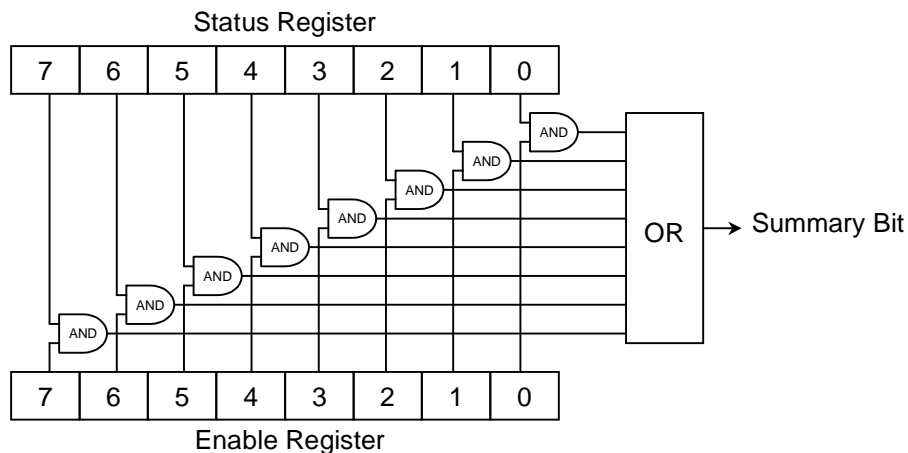 Status Register
7 6 5 4 3 2 1 0
AND
AND
AND
AND
OR
Summary Bit
AND
AND
AND
AND
7 6 5 4 3 2 1 0
Enable Register